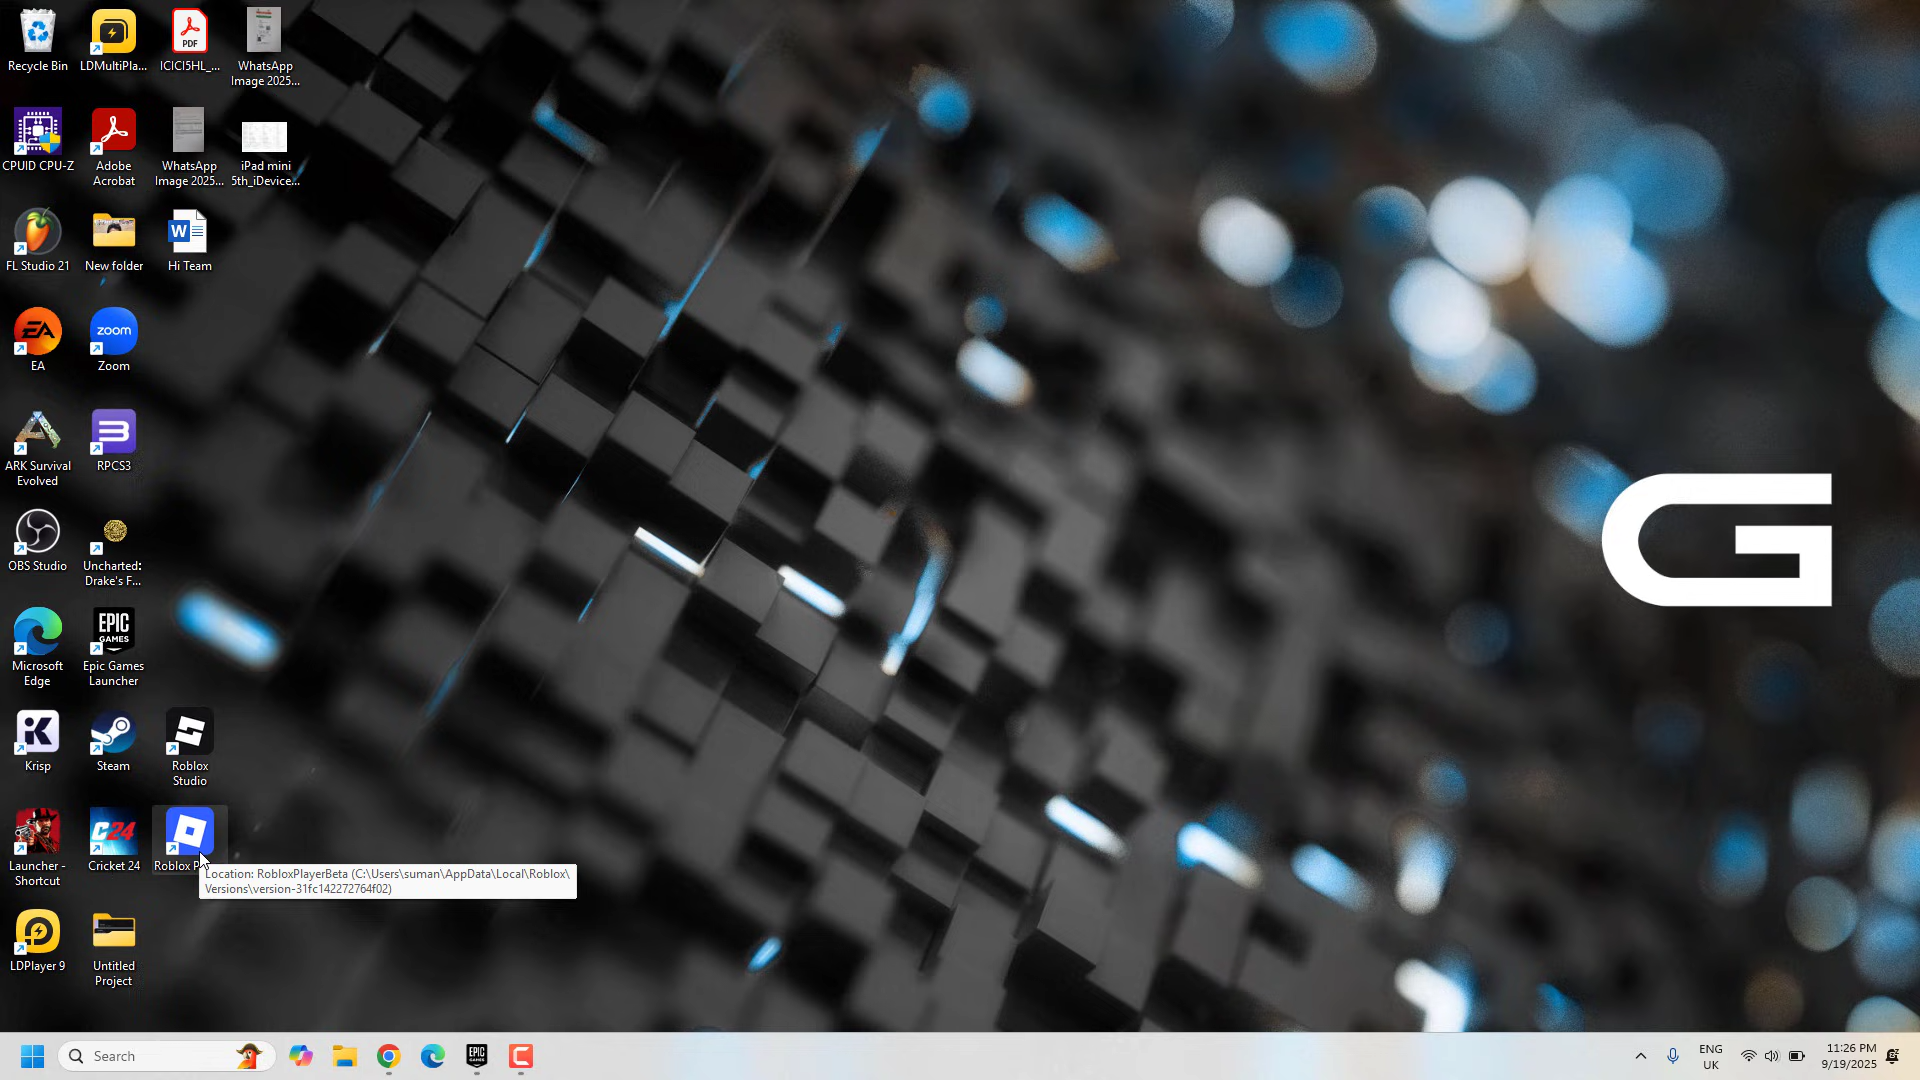 Recycle Bin
LDMultiPla...
ICICI5HL_...
WhatsApp
Image 2025...
CPUID CPU-Z
Adobe
Acrobat
WhatsApp
Image 2025...
iPad mini
5th_iDevice...
FL Studio 21
New folder
Hi Team
EA
Zoom
ARK Survival
Evolved
RPCS3
OBS Studio
Uncharted:
Drake's F...
Microsoft
Edge
Epic Games
Launcher
Krisp
Steam
Roblox
Studio
Launcher -
Shortcut
Cricket 24
Roblox
Location: RobloxPlayerBeta (C:\Users\suman\AppData\Local\Roblox\
Versions\version-31fc142272764f02)
LDPlayer 9
Untitled
Project
PDF
W
EA
zoom
EPIC
GAMES
C24
G
Search
EPIC
GAMES
ENG
UK
11:26 PM
9/19/2025